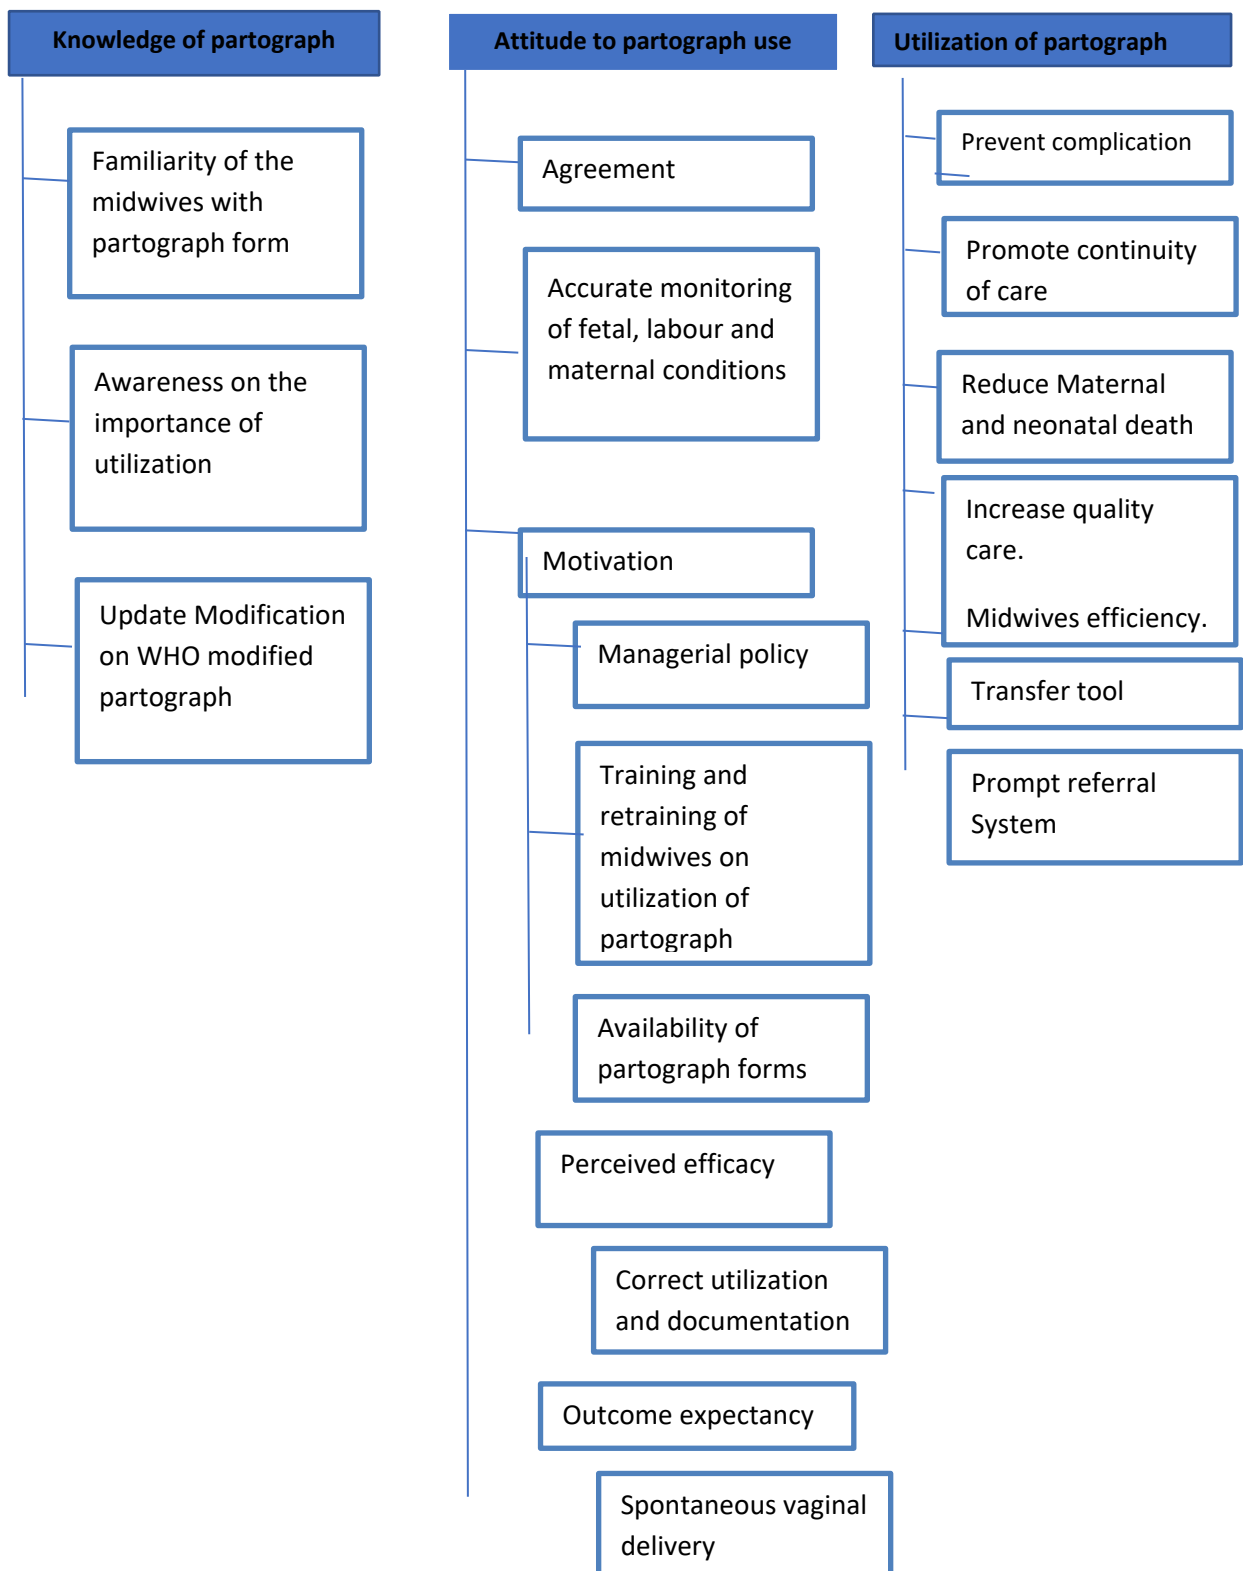 Knowledge of partograph
Familiarity of the
midwives with
partograph form
Awareness on the
importance of
utilization
Update Modification
on WHO modified
partograph
Attitude to partograph use
Agreement
Accurate monitoring
of fetal, labour and
maternal conditions
Motivation
Managerial policy
Training and
retraining of
midwives on
utilization of
partograph
Availability of
partograph forms
Perceived efficacy
Correct utilization
and documentation
Outcome expectancy
Spontaneous vaginal
delivery
Utilization of partograph
Prevent complication
Promote continuity
of care
Reduce Maternal
and neonatal death
Increase quality
care.
Midwives efficiency.
Transfer tool
Prompt referral
System